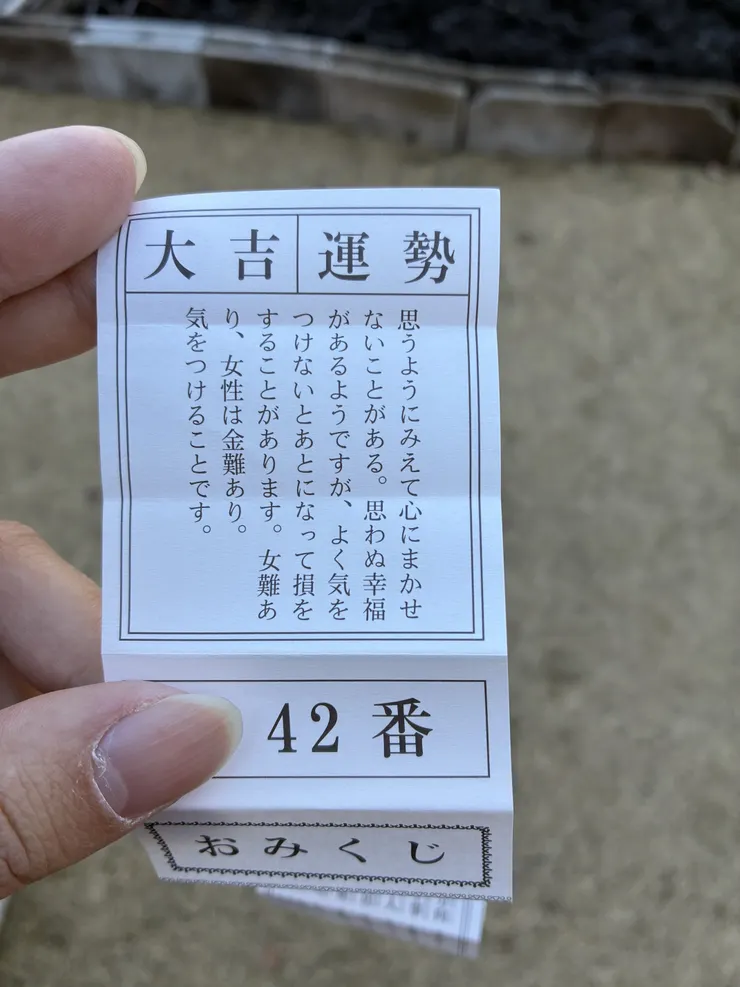 大吉
運勢
思うようにみえて心にまかせ
ないことがある。思わぬ幸福
があるようですが、よく気を
つけないとあとになって損を
することがあります。女難あ
り、女性は金難あり。
気をつけることです。
42番
おみくじ